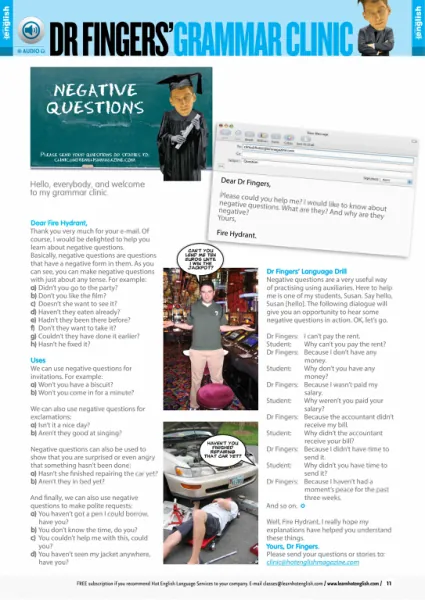 english
AUDIO
DR FINGERS' GRAMMAR CLINIC
english
NEGATIVE
QUESTIONS
PLEASE SEND YOUR QUESTIONS OR STORIES TO:
CLINIC@HOTENGLISHMAGAZINE.COM
Hello, everybody, and welcome
to my grammar clinic.
Dear Dr Fingers,
Please could you help me? I would like to know about
negative questions. What are they? And why are they
negative?
Yours,
Fire Hydrant.
Dear Fire Hydrant,
Thank you very much for your e-mail. Of
course, I would be delighted to help you
learn about negative questions.
Basically, negative questions are questions
that have a negative form in them. As you
can see, you can make negative questions
with just about any tense. For example:
a) Didn't you go to the party?
b) Don't you like the film?
c) Doesn't she want to see it?
d) Haven't they eaten already?
e) Hadn't they been there before?
f) Don't they want to take it?
g) Couldn't they have done it earlier?
h) Hasn't he fixed it?
Uses
We can use negative questions for
invitations. For example:
a) Won't you have a biscuit?
b) Won't you come in for a minute?
We can also use negative questions for
exclamations:
a) Isn't it a nice day?
b) Aren't they good at singing?
Negative questions can also be used to
show that you are surprised or even angry
that something hasn't been done:
a) Hasn't she finished repairing the car yet?
b) Aren't they in bed yet?
And finally, we can also use negative
questions to make polite requests:
a) You haven't got a pen I could borrow,
have you?
b) You don't know the time, do you?
c) You couldn't help me with this, could
you?
d) You haven't seen my jacket anywhere,
have you?
CAN'T YOU
LEND ME TEN
EUROS UNTIL
I WIN THE
JACKPOT?
HAVEN'T YOU
FINISHED
REPAIRING
THAT CAR YET?
Dr Fingers' Language Drill
Negative questions are a very useful way
of practising using auxiliaries. Here to help
me is one of my students, Susan. Say hello,
Susan [hello]. The following dialogue will
give you an opportunity to hear some
negative questions in action. OK, let's go.
Dr Fingers: I can't pay the rent.
Student: Why can't you pay the rent?
Dr Fingers: Because I don't have any
money.
Student: Why don't you have any
money?
Dr Fingers: Because I wasn't paid my
salary.
Student: Why weren't you paid your
salary?
Dr Fingers: Because the accountant didn't
receive my bill.
Student: Why didn't the accountant
receive your bill?
Dr Fingers: Because I didn't have time to
send it.
Student: Why didn't you have time to
send it?
Dr Fingers: Because I haven't had a
moment's peace for the past
three weeks.
And so on.
Well, Fire Hydrant, I really hope my
explanations have helped you understand
these things.
Yours, Dr Fingers.
Please send your questions or stories to:
clinic@hotenglishmagazine.com
FREE subscription if you recommend Hot English Language Services to your company. E-mail classes@learnhotenglish.com / www.learnhotenglish.com / 11